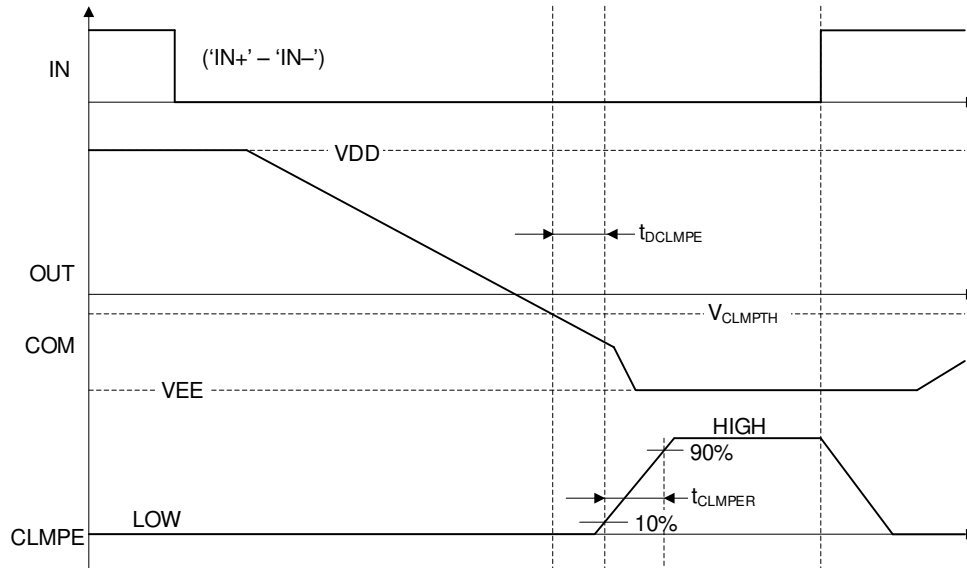 IN
('IN+' – 'IN–')
VDD
tDCLMPE
OUT
VCLMPTH
COM
VEE
HIGH
90%
tCLMPER
LOW
10%
CLMPE